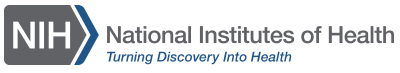 NIH National Institutes of Health
Turning Discovery Into Health